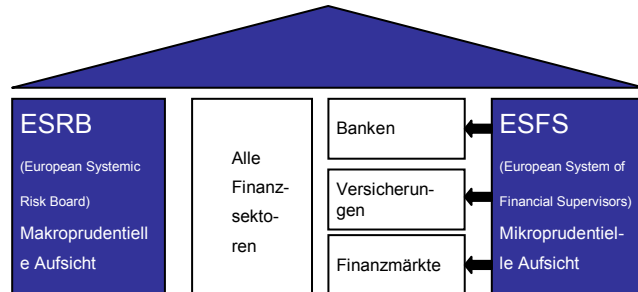 ESRB
(European Systemic
Risk Board)
Makroprudentiell
e Aufsicht
Alle
Finanz-
sekto-
ren
Banken
Versicherun-
gen
Finanzmärkte
ESFS
(European System of
Financial Supervisors)
Mikroprudentiel-
le Aufsicht